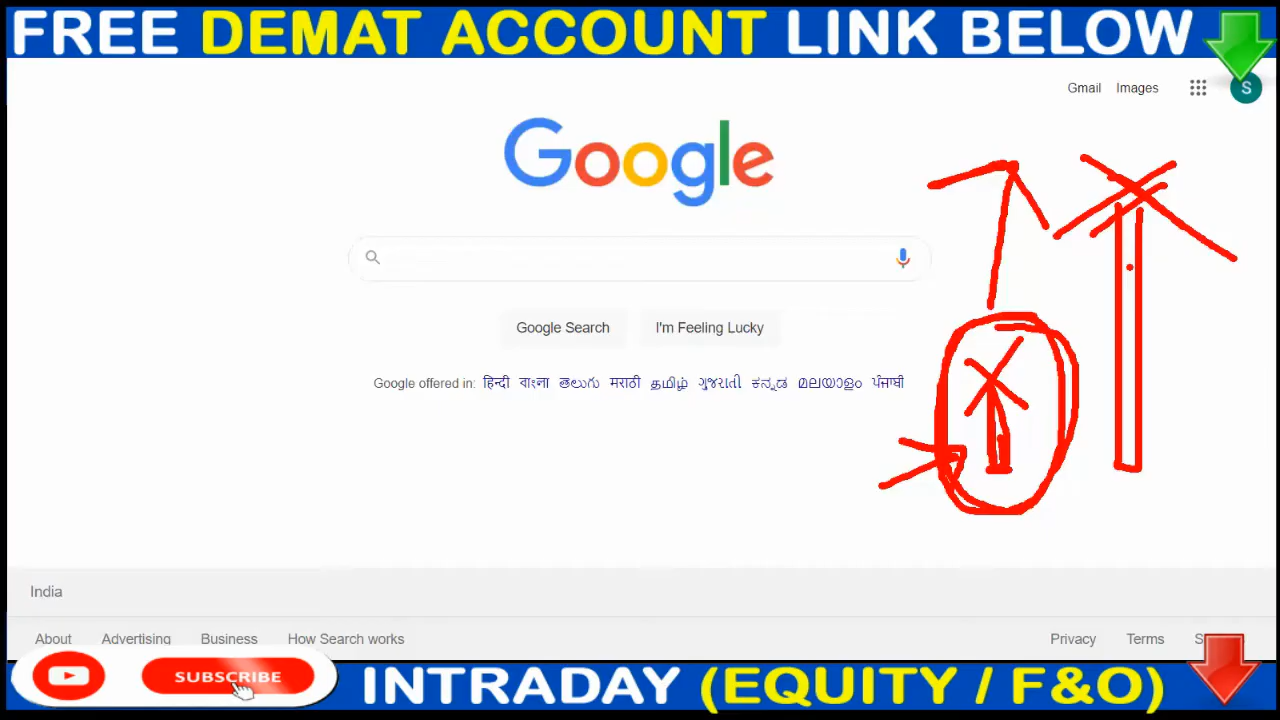 FREE DEMAT ACCOUNT LINK BELOW
Gmail Images S
Google
Google Search I'm Feeling Lucky
Google offered in: हिन्दी বাংলা తెలుగు मराठी தமிழ் ગુજરાતી ಕನ್ನಡ മലയാളം ਪੰਜਾਬੀ
India
About Advertising Business How Search works Privacy Terms
SUBSCRIBE
INTRADAY (EQUITY / F&O)